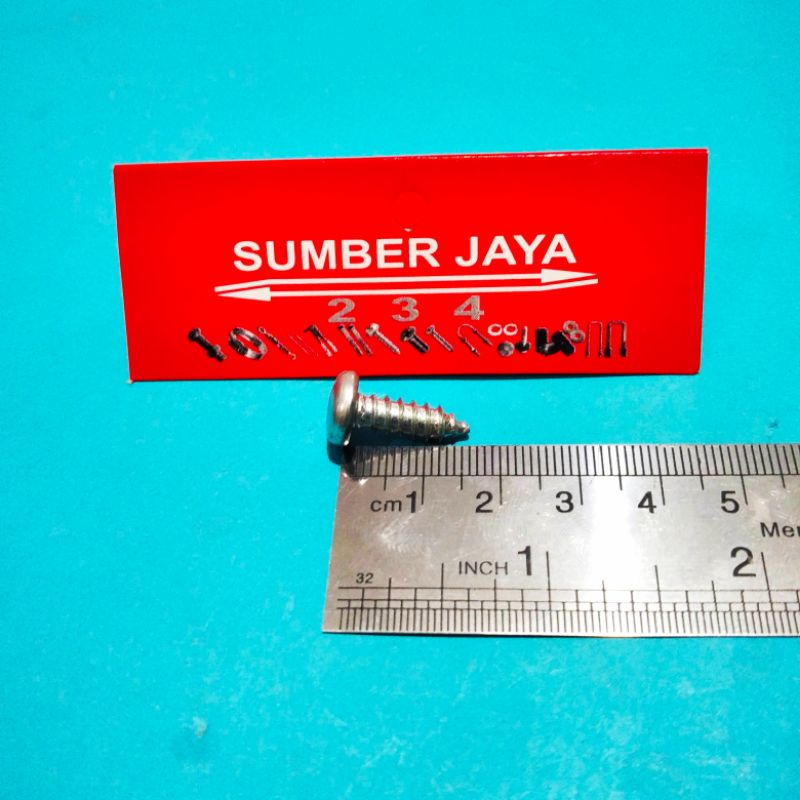 SUMBER JAYA
2 3 4
cm 1 2 3 4 5
INCH 1 2
32